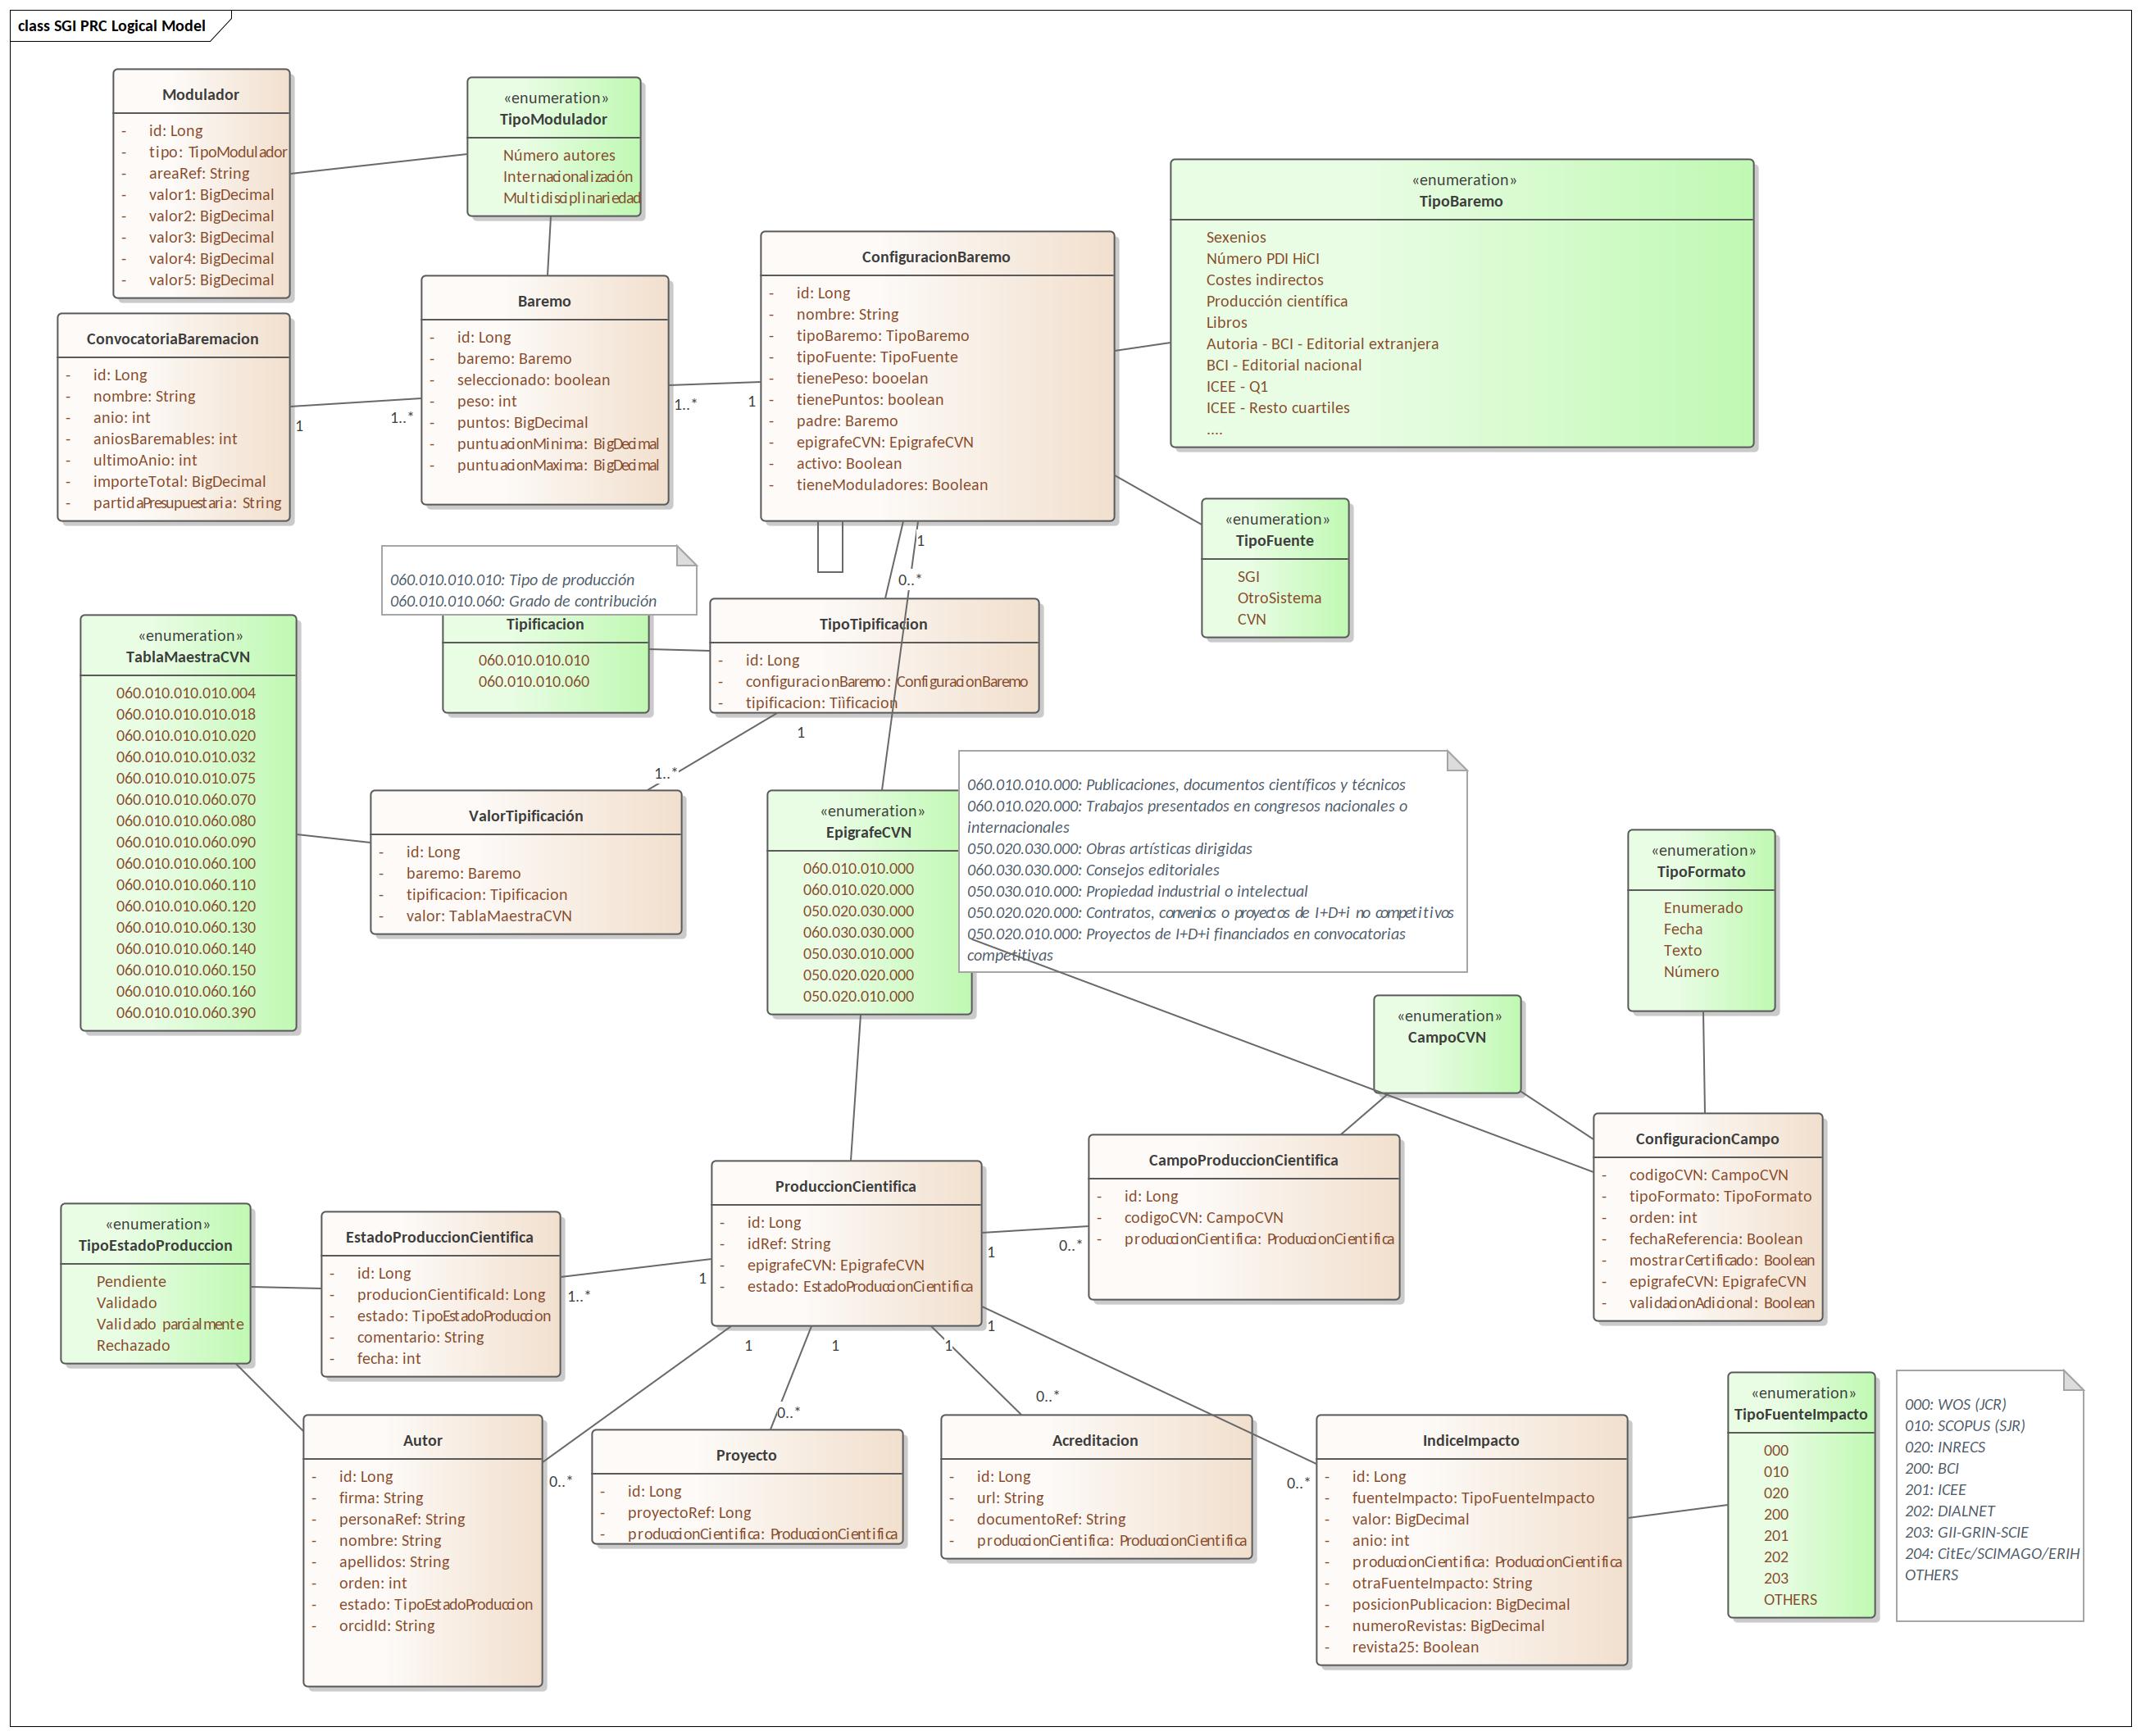 class SGI PRC Logical Model
Modulador
- id: Long
- tipo: TipoModulador
- areaRef: String
- valor1: BigDecimal
- valor2: BigDecimal
- valor3: BigDecimal
- valor4: BigDecimal
- valor5: BigDecimal
«enumeration»
TipoModulador
Número autores
Internacionalización
Multidisciplinariedad
«enumeration»
TipoBaremo
Sexenios
Número PDI HiCI
Costes indirectos
Producción científica
Libros
Autoria - BCI - Editorial extranjera
BCI - Editorial nacional
ICEE - Q1
ICEE - Resto cuartiles
....
ConvocatoriaBaremacion
- id: Long
- nombre: String
- anio: int
- aniosBaremables: int
- ultimoAnio: int
- importeTotal: BigDecimal
- partidaPresupuestaria: String
1
1..*
Baremo
- id: Long
- baremo: Baremo
- seleccionado: boolean
- peso: int
- puntos: BigDecimal
- puntuacionMinima: BigDecimal
- puntuacionMaxima: BigDecimal
1..*
1
ConfiguracionBaremo
- id: Long
- nombre: String
- tipoBaremo: TipoBaremo
- tipoFuente: TipoFuente
- tienePeso: booelan
- tienePuntos: boolean
- padre: Baremo
- epigrafeCVN: EpigrafeCVN
- activo: Boolean
- tieneModuladores: Boolean
1
0..*
«enumeration»
TipoFuente
SGI
OtroSistema
CVN
060.010.010.010: Tipo de producción
060.010.010.060: Grado de contribución
Tipificacion
060.010.010.010
060.010.010.060
TipoTipificacion
- id: Long
- configuracionBaremo: ConfiguracionBaremo
- tipificacion: Tiìficacion
1
1..*
«enumeration»
TablaMaestraCVN
060.010.010.010.004
060.010.010.010.018
060.010.010.010.020
060.010.010.010.032
060.010.010.010.075
060.010.010.060.070
060.010.010.060.080
060.010.010.060.090
060.010.010.060.100
060.010.010.060.110
060.010.010.060.120
060.010.010.060.130
060.010.010.060.140
060.010.010.060.150
060.010.010.060.160
060.010.010.060.390
ValorTipificación
- id: Long
- baremo: Baremo
- tipificacion: Tipificacion
- valor: TablaMaestraCVN
«enumeration»
EpigrafeCVN
060.010.010.000
060.010.020.000
050.020.030.000
060.030.030.000
050.030.010.000
050.020.020.000
050.020.010.000
060.010.010.000: Publicaciones, documentos científicos y técnicos
060.010.020.000: Trabajos presentados en congresos nacionales o
internacionales
050.020.030.000: Obras artísticas dirigidas
060.030.030.000: Consejos editoriales
050.030.010.000: Propiedad industrial o intelectual
050.020.020.000: Contratos, convenios o proyectos de I+D+i no competitivos
050.020.010.000: Proyectos de I+D+i financiados en convocatorias
competitivas
«enumeration»
TipoFormato
Enumerado
Fecha
Texto
Número
«enumeration»
CampoCVN
ConfiguracionCampo
- codigoCVN: CampoCVN
- tipoFormato: TipoFormato
- orden: int
- fechaReferencia: Boolean
- mostrarCertificado: Boolean
- epigrafeCVN: EpigrafeCVN
- validacionAdicional: Boolean
CampoProduccionCientifica
- id: Long
- codigoCVN: CampoCVN
- produccionCientifica: ProduccionCientifica
1
0..*
ProduccionCientifica
- id: Long
- idRef: String
- epigrafeCVN: EpigrafeCVN
- estado: EstadoProduccionCientifica
1
1..*
«enumeration»
TipoEstadoProduccion
Pendiente
Validado
Validado parcialmente
Rechazado
EstadoProduccionCientifica
- id: Long
- producionCientificaId: Long
- estado: TipoEstadoProduccion
- comentario: String
- fecha: int
1
1
1
1
0..*
0..*
0..*
0..*
Autor
- id: Long
- firma: String
- personaRef: String
- nombre: String
- apellidos: String
- orden: int
- estado: TipoEstadoProduccion
- orcidId: String
Proyecto
- id: Long
- proyectoRef: Long
- produccionCientifica: ProduccionCientifica
Acreditacion
- id: Long
- url: String
- documentoRef: String
- produccionCientifica: ProduccionCientifica
IndiceImpacto
- id: Long
- fuenteImpacto: TipoFuenteImpacto
- valor: BigDecimal
- anio: int
- produccionCientifica: ProduccionCientifica
- otraFuenteImpacto: String
- posicionPublicacion: BigDecimal
- numeroRevistas: BigDecimal
- revista25: Boolean
«enumeration»
TipoFuenteImpacto
000
010
020
200
201
202
203
OTHERS
000: WOS (JCR)
010: SCOPUS (SJR)
020: INRECS
200: BCI
201: ICEE
202: DIALNET
203: GII-GRIN-SCIE
204: CitEc/SCIMAGO/ERIH
OTHERS